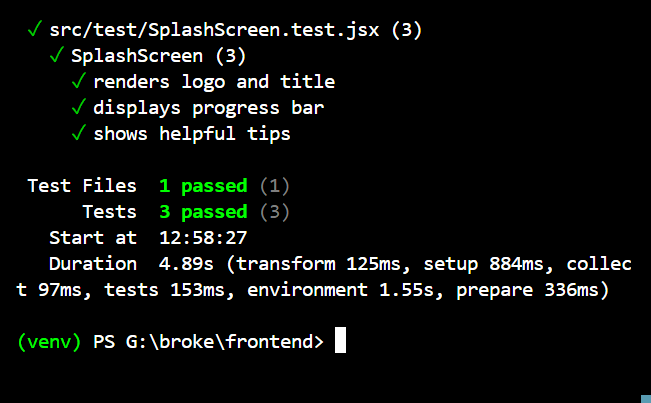 ✓ src/test/SplashScreen.test.jsx (3)
✓ SplashScreen (3)
✓ renders logo and title
✓ displays progress bar
✓ shows helpful tips
Test Files 1 passed (1)
Tests 3 passed (3)
Start at 12:58:27
Duration 4.89s (transform 125ms, setup 884ms, collec
t 97ms, tests 153ms, environment 1.55s, prepare 336ms)
(venv) PS G:\broke\frontend>